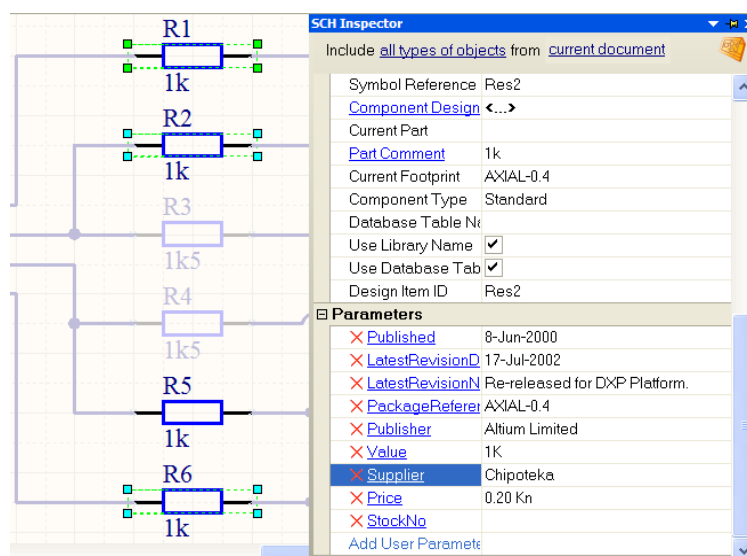 R1
1k
R2
1k
R3
1k5
R4
1k5
R5
1k
R6
1k
SCH Inspector
Include all types of objects from current document
Symbol Reference Res2
Component Design <...>
Current Part
Part Comment 1k
Current Footprint AXIAL-0.4
Component Type Standard
Database Table Na
Use Library Name
Use Database Tab
Design Item ID Res2
Parameters
Published 8-Jun-2000
LatestRevisionD 17-Jul-2002
LatestRevisionN Re-released for DXP Platform.
PackageReferer AXIAL-0.4
Publisher Altium Limited
Value 1K
Supplier Chipoteka
Price 0.20 Kn
StockNo
Add User Paramete